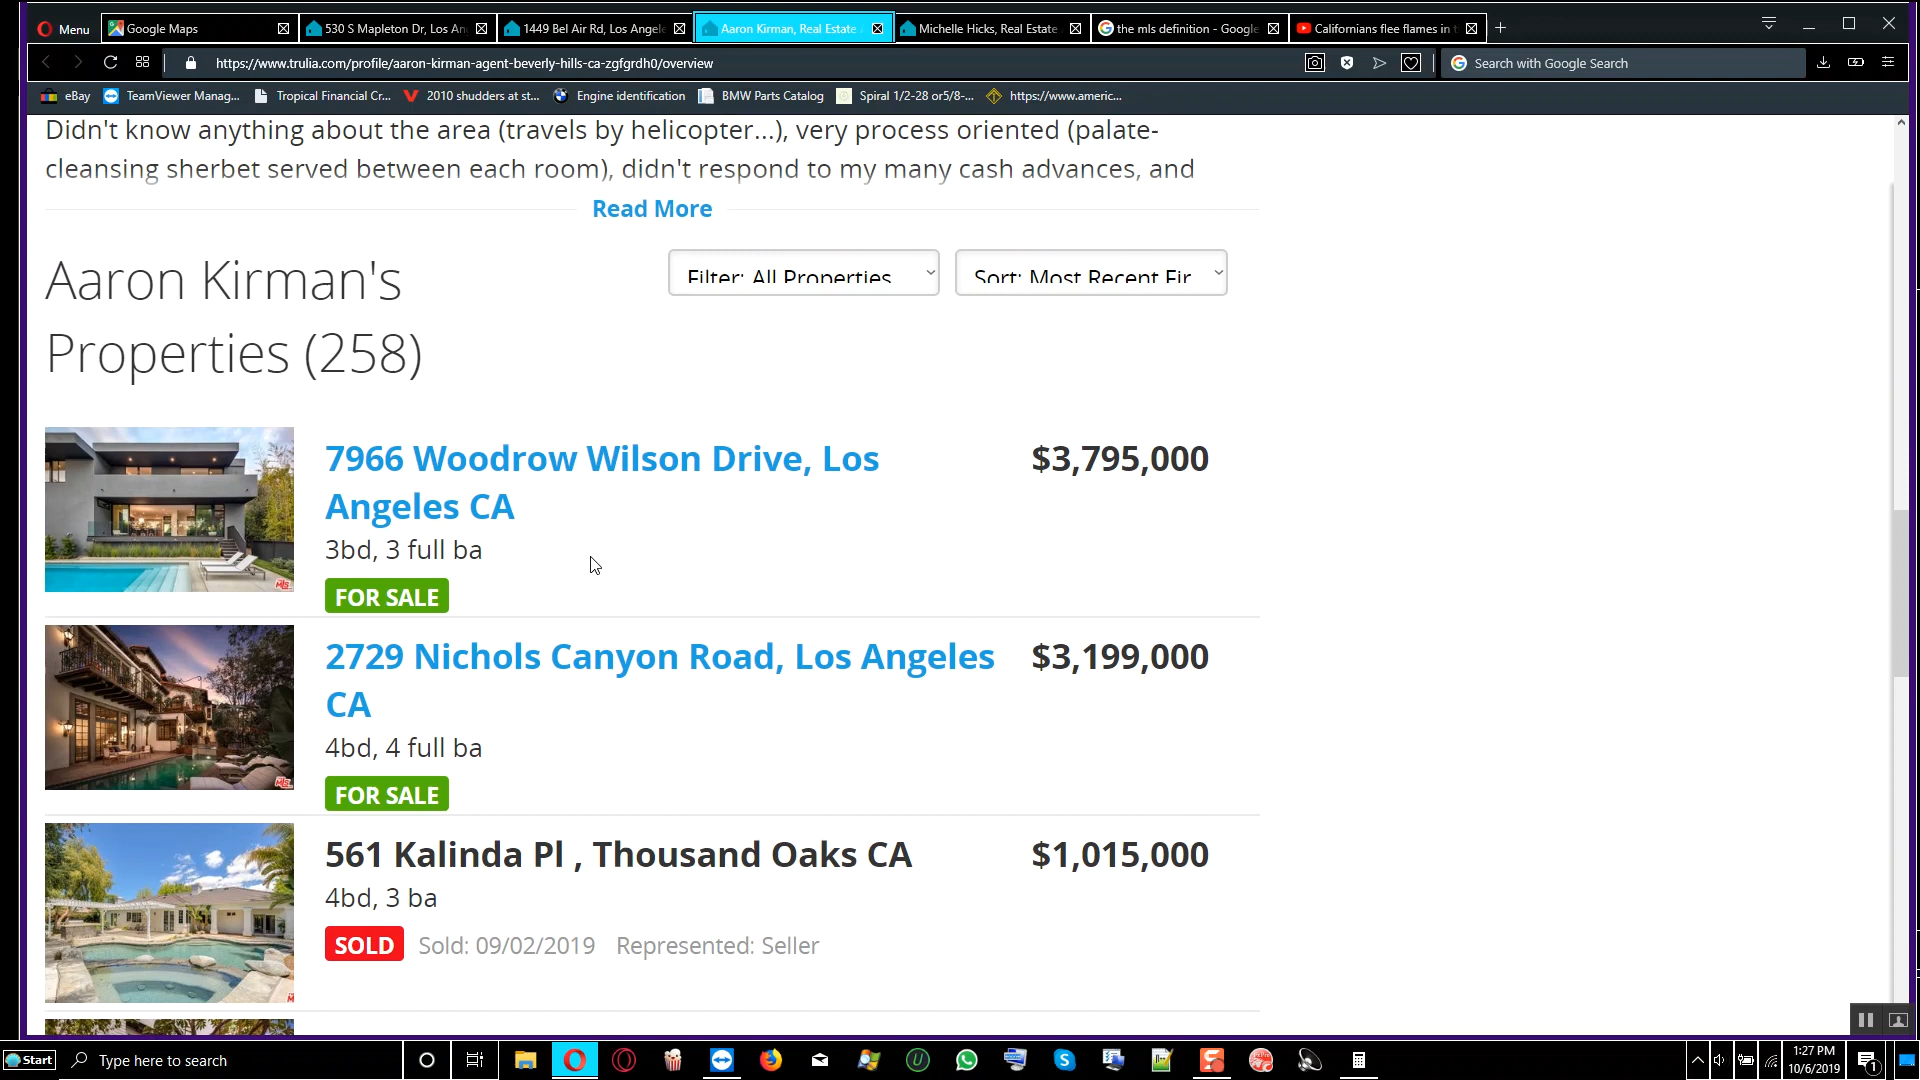 Menu
Google Maps
530 S Mapleton Dr, Los An
1449 Bel Air Rd, Los Angele
Aaron Kirman, Real Estate
Michelle Hicks, Real Estate
the mls definition - Google
Californians flee flames in
https://www.trulia.com/profile/aaron-kirman-agent-beverly-hills-ca-zgfgrdh0/overview
Search with Google Search
eBay
TeamViewer Manag...
Tropical Financial Cr...
2010 shudders at st...
Engine identification
BMW Parts Catalog
Spiral 1/2-28 or5/8-...
https://www.americ...
Didn't know anything about the area (travels by helicopter...), very process oriented (palate-
cleansing sherbet served between each room), didn't respond to my many cash advances, and
Read More
Aaron Kirman's
Properties (258)
Filter: All Properties
Sort: Most Recent Fir
7966 Woodrow Wilson Drive, Los
Angeles CA
$3,795,000
3bd, 3 full ba
FOR SALE
2729 Nichols Canyon Road, Los Angeles
CA
$3,199,000
4bd, 4 full ba
FOR SALE
561 Kalinda Pl , Thousand Oaks CA
$1,015,000
4bd, 3 ba
SOLD Sold: 09/02/2019 Represented: Seller
Start
Type here to search
1:27 PM
10/6/2019
1